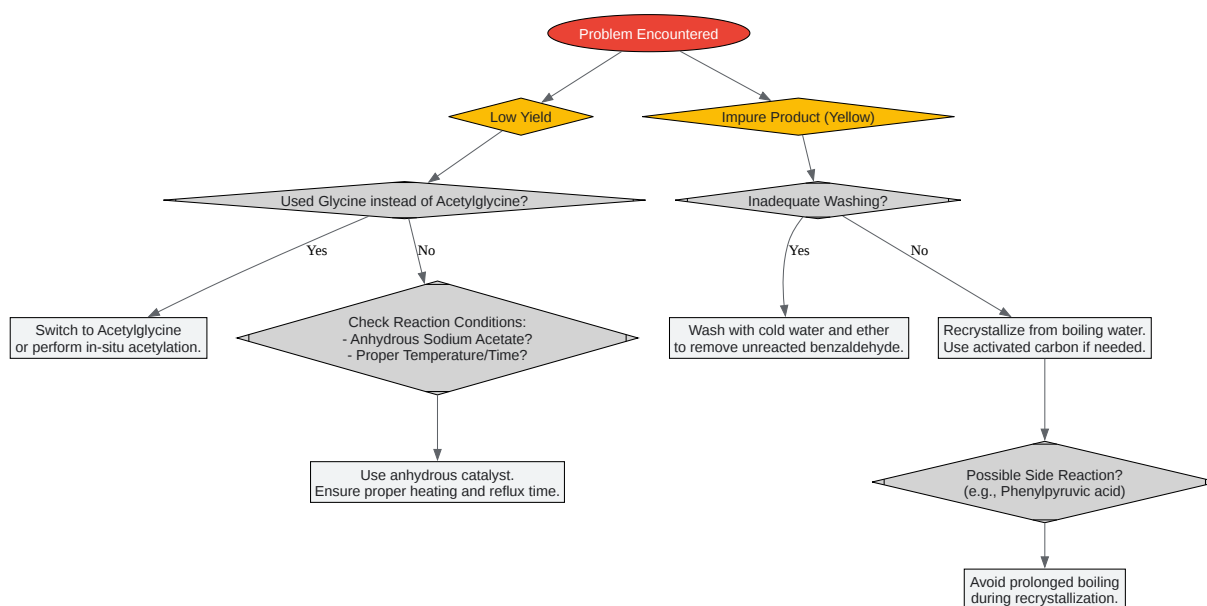 Problem Encountered
Low Yield
Impure Product (Yellow)
Used Glycine instead of Acetylglycine?
Inadequate Washing?
Yes
No
Yes
No
Switch to Acetylglycine
or perform in-situ acetylation.
Check Reaction Conditions:
- Anhydrous Sodium Acetate?
- Proper Temperature/Time?
Wash with cold water and ether
to remove unreacted benzaldehyde.
Recrystallize from boiling water.
Use activated carbon if needed.
Use anhydrous catalyst.
Ensure proper heating and reflux time.
Possible Side Reaction?
(e.g., Phenylpyruvic acid)
Avoid prolonged boiling
during recrystallization.